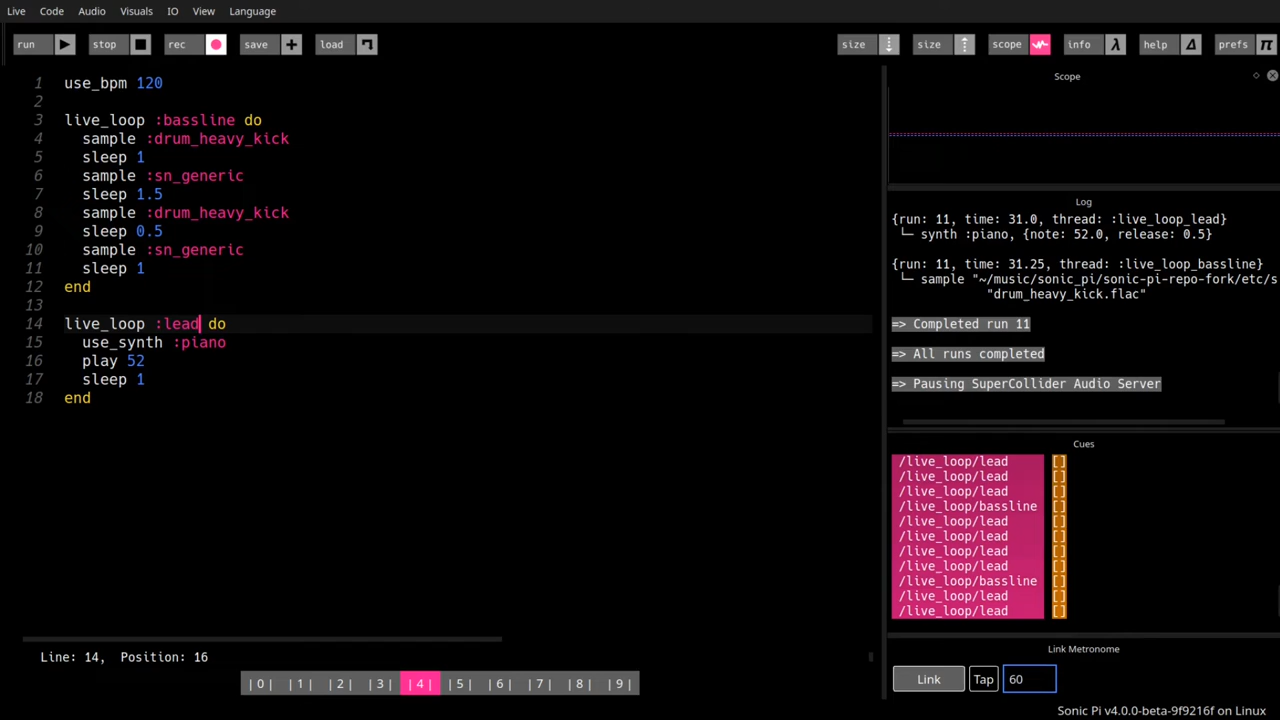 Live Code Audio Visuals IO View Language
run stop rec save load size size scope info help prefs
Scope
1 use_bpm 120
2
3 live_loop :bassline do
4 sample :drum_heavy_kick
5 sleep 1
6 sample :sn_generic
7 sleep 1.5
8 sample :drum_heavy_kick
9 sleep 0.5
10 sample :sn_generic
11 sleep 1
12 end
13
14 live_loop :lead do
15 use_synth :piano
16 play 52
17 sleep 1
18 end
Line: 14, Position: 16
|0| |1| |2| |3| |4| |5| |6| |7| |8| |9|
Log
{run: 11, time: 31.0, thread: :live_loop_lead}
└─ synth :piano, {note: 52.0, release: 0.5}
{run: 11, time: 31.25, thread: :live_loop_bassline}
└─ sample "~/music/sonic_pi/sonic-pi-repo-fork/etc/s
"drum_heavy_kick.flac"
=> Completed run 11
=> All runs completed
=> Pausing SuperCollider Audio Server
Cues
/live_loop/lead []
/live_loop/lead []
/live_loop/lead []
/live_loop/bassline []
/live_loop/lead []
/live_loop/lead []
/live_loop/lead []
/live_loop/lead []
/live_loop/bassline []
/live_loop/lead []
/live_loop/lead []
Link Metronome
Link Tap 60
Sonic Pi v4.0.0-beta-9f9216f on Linux